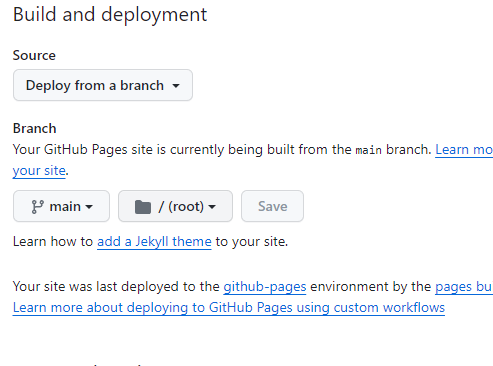 Build and deployment
Source
Deploy from a branch
Branch
Your GitHub Pages site is currently being built from the main branch. Learn mo
your site.
main / (root) Save
Learn how to add a Jekyll theme to your site.
Your site was last deployed to the github-pages environment by the pages bu
Learn more about deploying to GitHub Pages using custom workflows